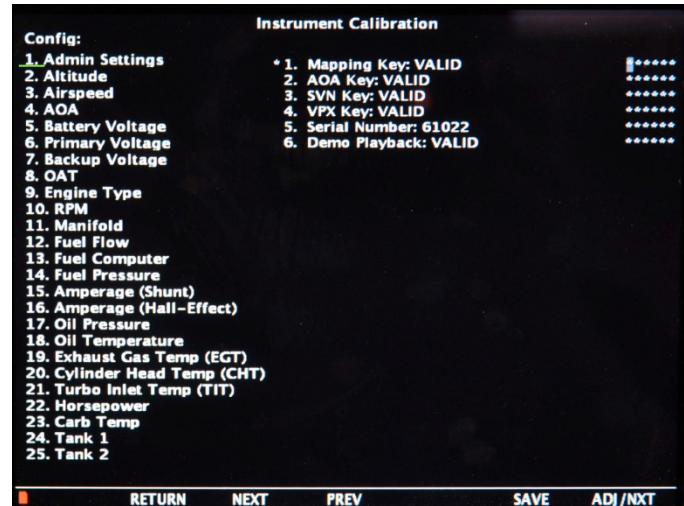 Instrument Calibration
Config:
1. Admin Settings
2. Altitude
3. Airspeed
4. AOA
5. Battery Voltage
6. Primary Voltage
7. Backup Voltage
8. OAT
9. Engine Type
10. RPM
11. Manifold
12. Fuel Flow
13. Fuel Computer
14. Fuel Pressure
15. Amperage (Shunt)
16. Amperage (Hall-Effect)
17. Oil Pressure
18. Oil Temperature
19. Exhaust Gas Temp (EGT)
20. Cylinder Head Temp (CHT)
21. Turbo Inlet Temp (TIT)
22. Horsepower
23. Carb Temp
24. Tank 1
25. Tank 2
*1. Mapping Key: VALID ******
2. AOA Key: VALID ******
3. SVN Key: VALID ******
4. VPX Key: VALID ******
5. Serial Number: 61022 ******
6. Demo Playback: VALID ******
RETURN NEXT PREV SAVE ADJ/NXT